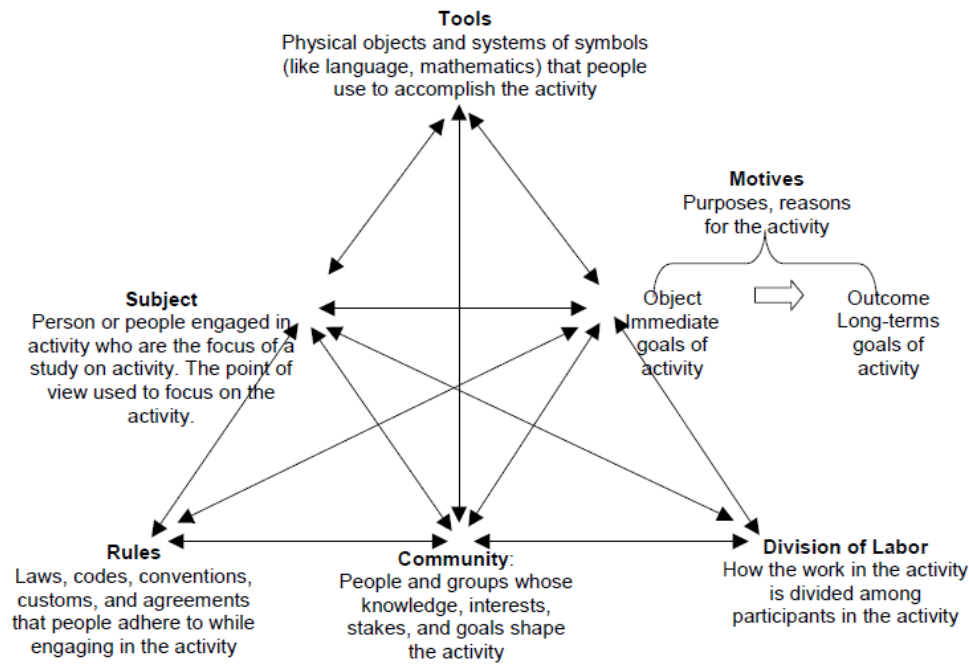 Tools
Physical objects and systems of symbols
(like language, mathematics) that people
use to accomplish the activity
Motives
Purposes, reasons
for the activity
Subject
Person or people engaged in
activity who are the focus of a
study on activity. The point of
view used to focus on the
activity.
Object
Immediate
goals of
activity
Outcome
Long-terms
goals of
activity
Rules
Laws, codes, conventions,
customs, and agreements
that people adhere to while
engaging in the activity
Community:
People and groups whose
knowledge, interests,
stakes, and goals shape
the activity
Division of Labor
How the work in the activity
is divided among
participants in the activity